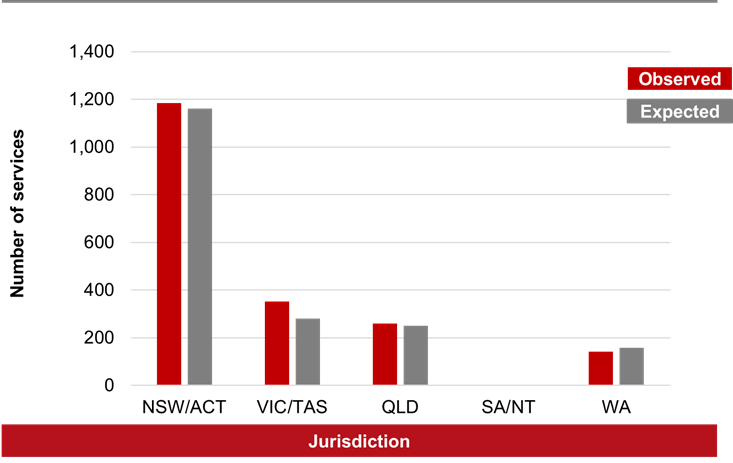 1,400
Observed
1,200
Expected
1,000
800
600
400
200
0
Number of services
NSW/ACT VIC/TAS QLD SA/NT WA
Jurisdiction